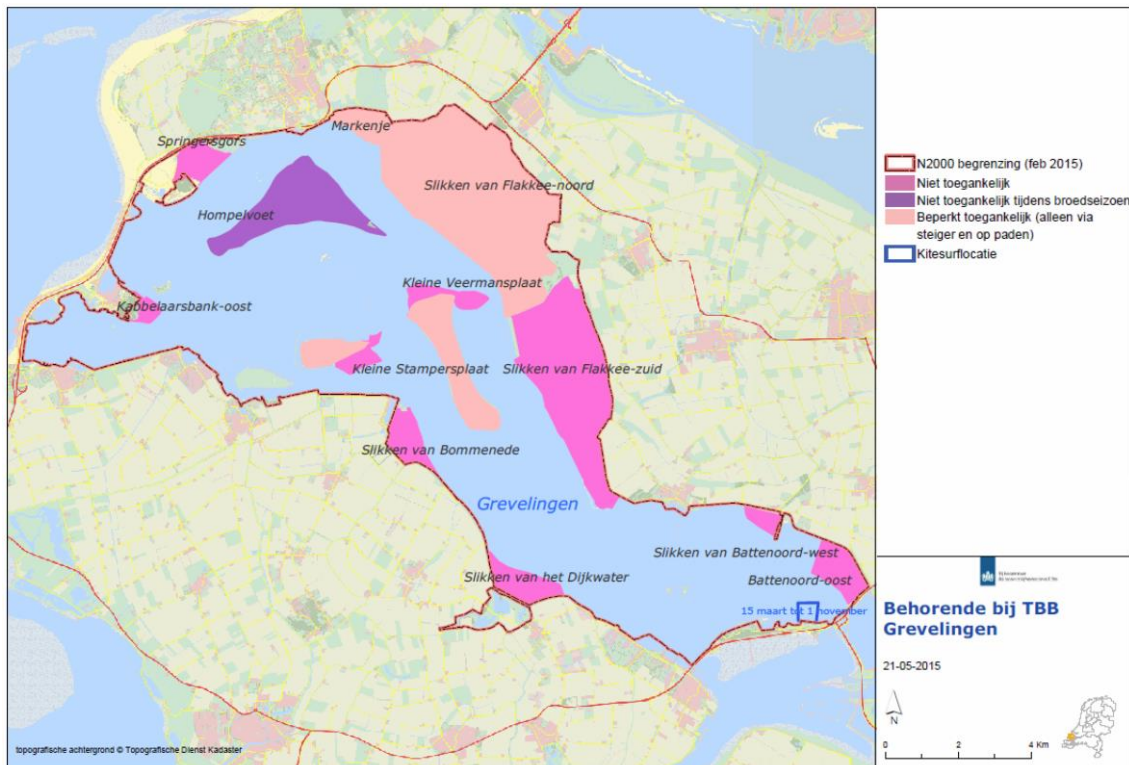 Markenje
Springersgors
Slikken van Flakkee-noord
Hompelvoet
Kleine Veermansplaat
Kabbelaarsbank-oost
Kleine Stampersplaat
Slikken van Flakkee-zuid
Slikken van Bommenede
Grevelingen
Slikken van Battenoord-west
Slikken van het Dijkwater
Battenoord-oost
15 maart tot 1 november
topografische achtergrond © Topografische Dienst Kadaster
N2000 begrenzing (feb 2015)
Niet toegankelijk
Niet toegankelijk tijdens broedseizoen
Beperkt toegankelijk (alleen via
steiger en op paden)
Kitesurflocatie
Behorende bij TBB
Grevelingen
21-05-2015
N
0 2 4 Km